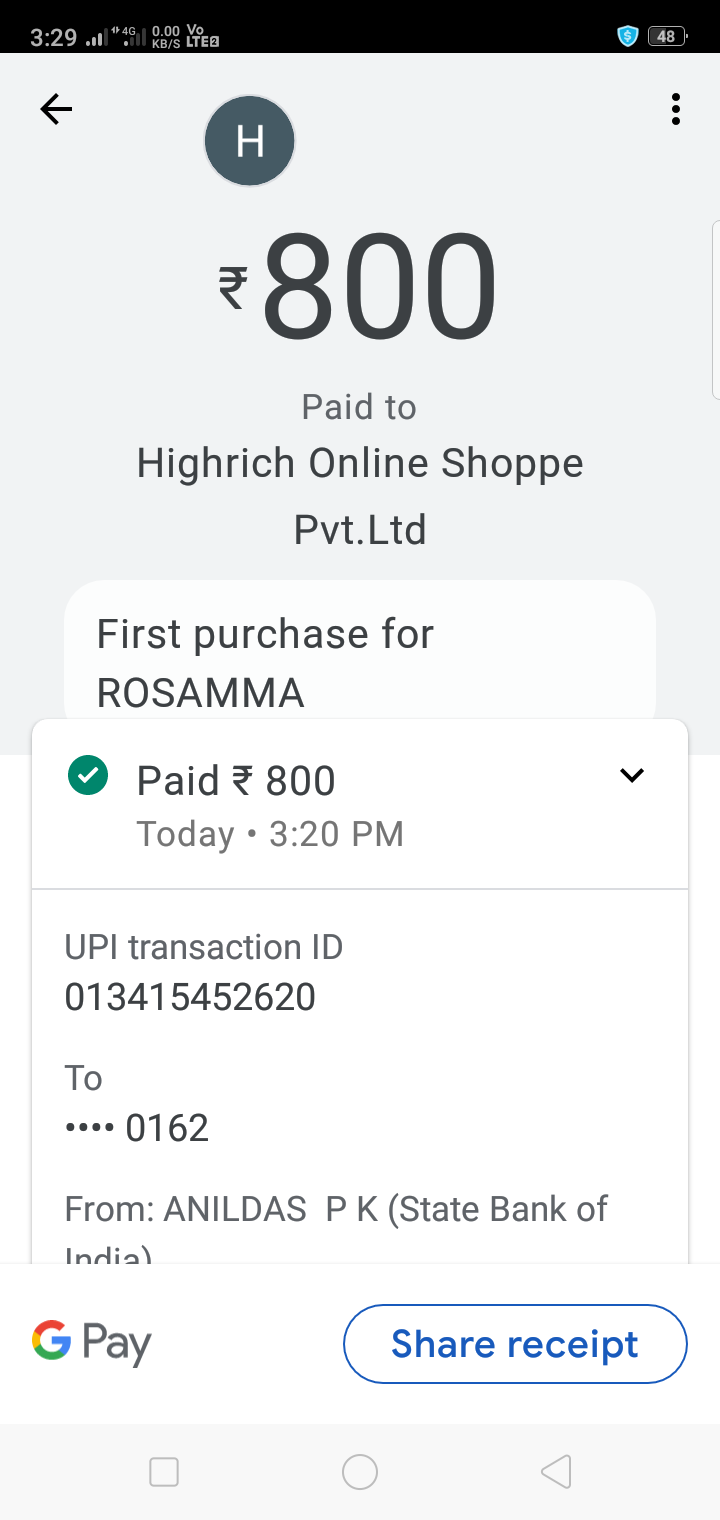 3:29 4G 0.00 KB/S Vo LTE2 48
H
₹800
Paid to
Highrich Online Shoppe
Pvt.Ltd
First purchase for
ROSAMMA
Paid ₹ 800
Today • 3:20 PM
UPI transaction ID
013415452620
To
•••• 0162
From: ANILDAS  P K (State Bank of
India)
G Pay
Share receipt